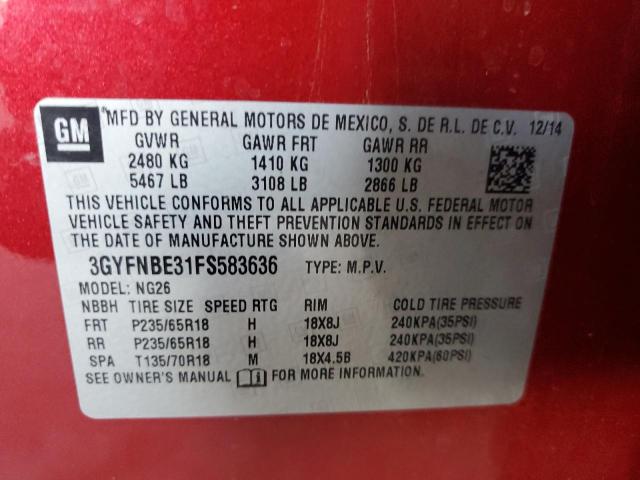 GM
MFD BY GENERAL MOTORS DE MEXICO, S. DE R.L. DE C.V. 12/14
GVWR GAWR FRT GAWR RR
2480 KG 1410 KG 1300 KG
5467 LB 3108 LB 2866 LB
THIS VEHICLE CONFORMS TO ALL APPLICABLE U.S. FEDERAL MOTOR
VEHICLE SAFETY AND THEFT PREVENTION STANDARDS IN EFFECT ON
THE DATE OF MANUFACTURE SHOWN ABOVE.
3GYFNBE31FS583636 TYPE: M.P.V.
MODEL: NG26
NBBH TIRE SIZE SPEED RTG RIM COLD TIRE PRESSURE
FRT P235/65R18 H 18X8J 240KPA(35PSI)
RR P235/65R18 H 18X8J 240KPA(35PSI)
SPA T135/70R18 M 18X4.5B 420KPA(60PSI)
SEE OWNER'S MANUAL FOR MORE INFORMATION.